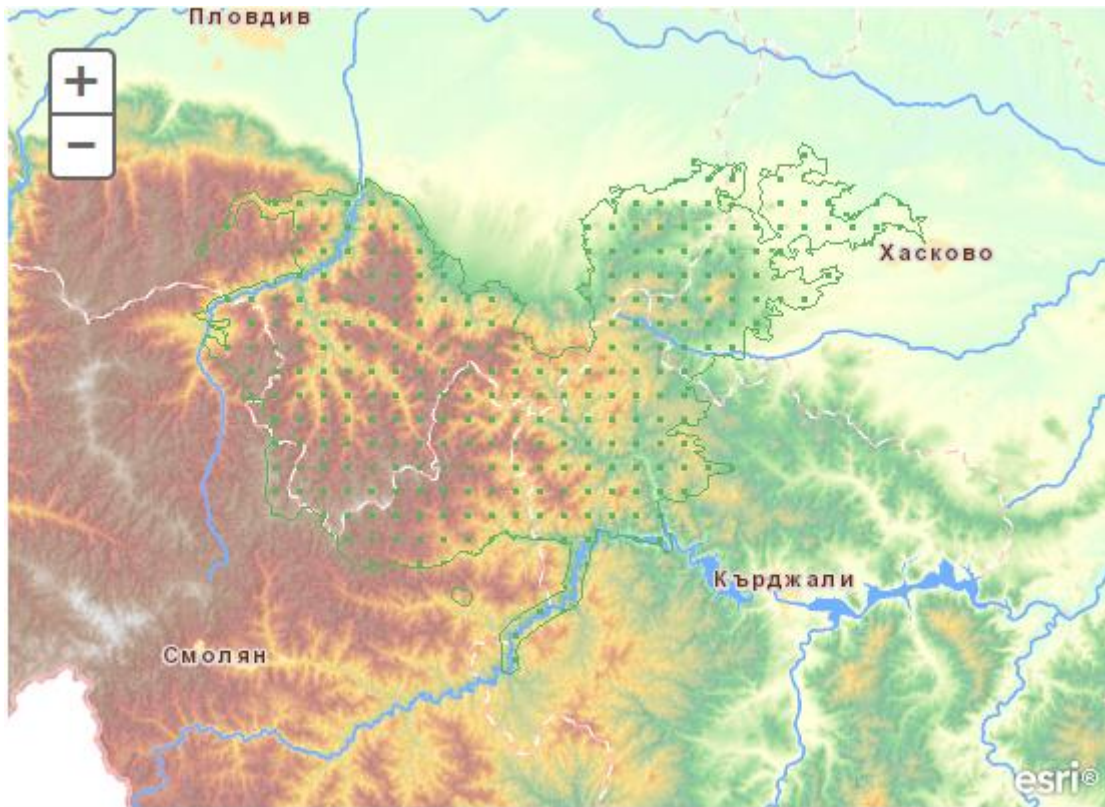 Пловдив
+
−
Хасково
Кърджали
Смолян
esri®